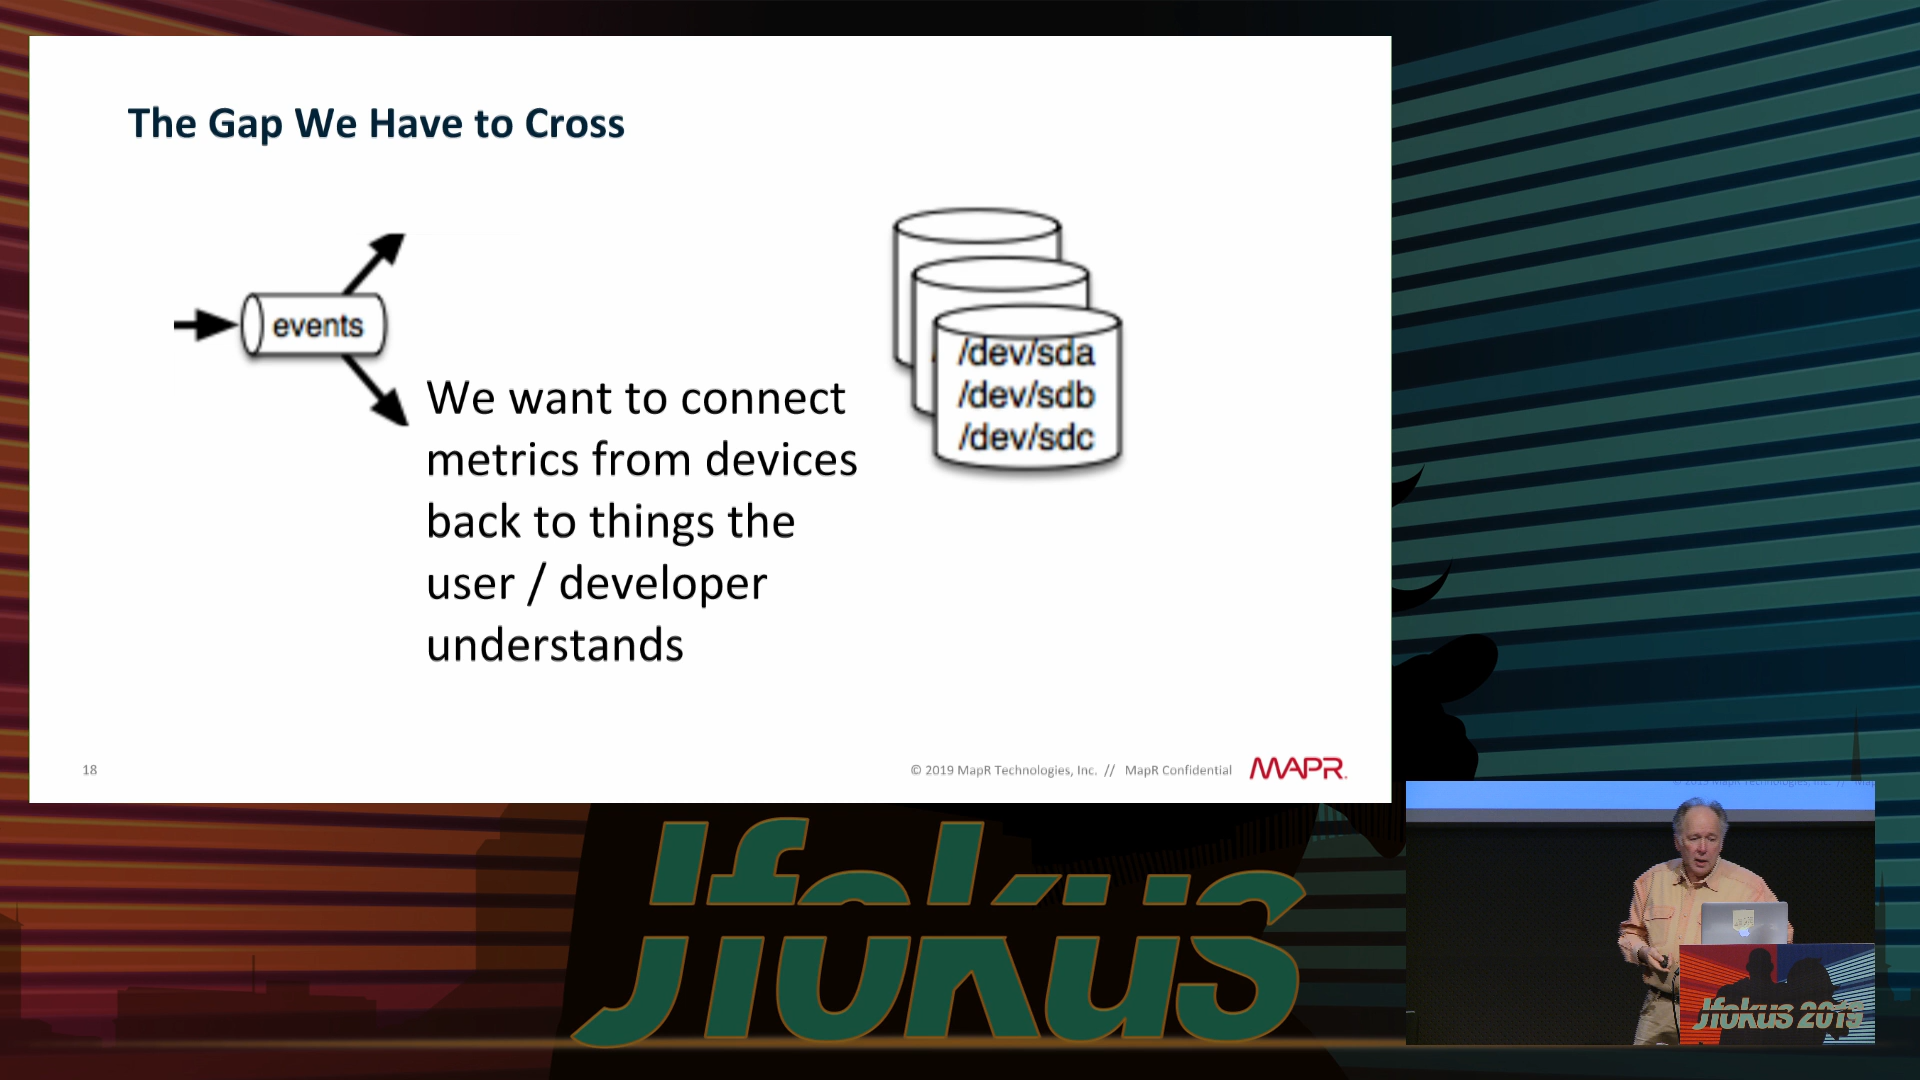 The Gap We Have to Cross
events
/dev/sda
/dev/sdb
/dev/sdc
We want to connect
metrics from devices
back to things the
user / developer
understands
18
© 2019 MapR Technologies, Inc. // MapR Confidential
MAPR
Jfokus
Jfokus 2019